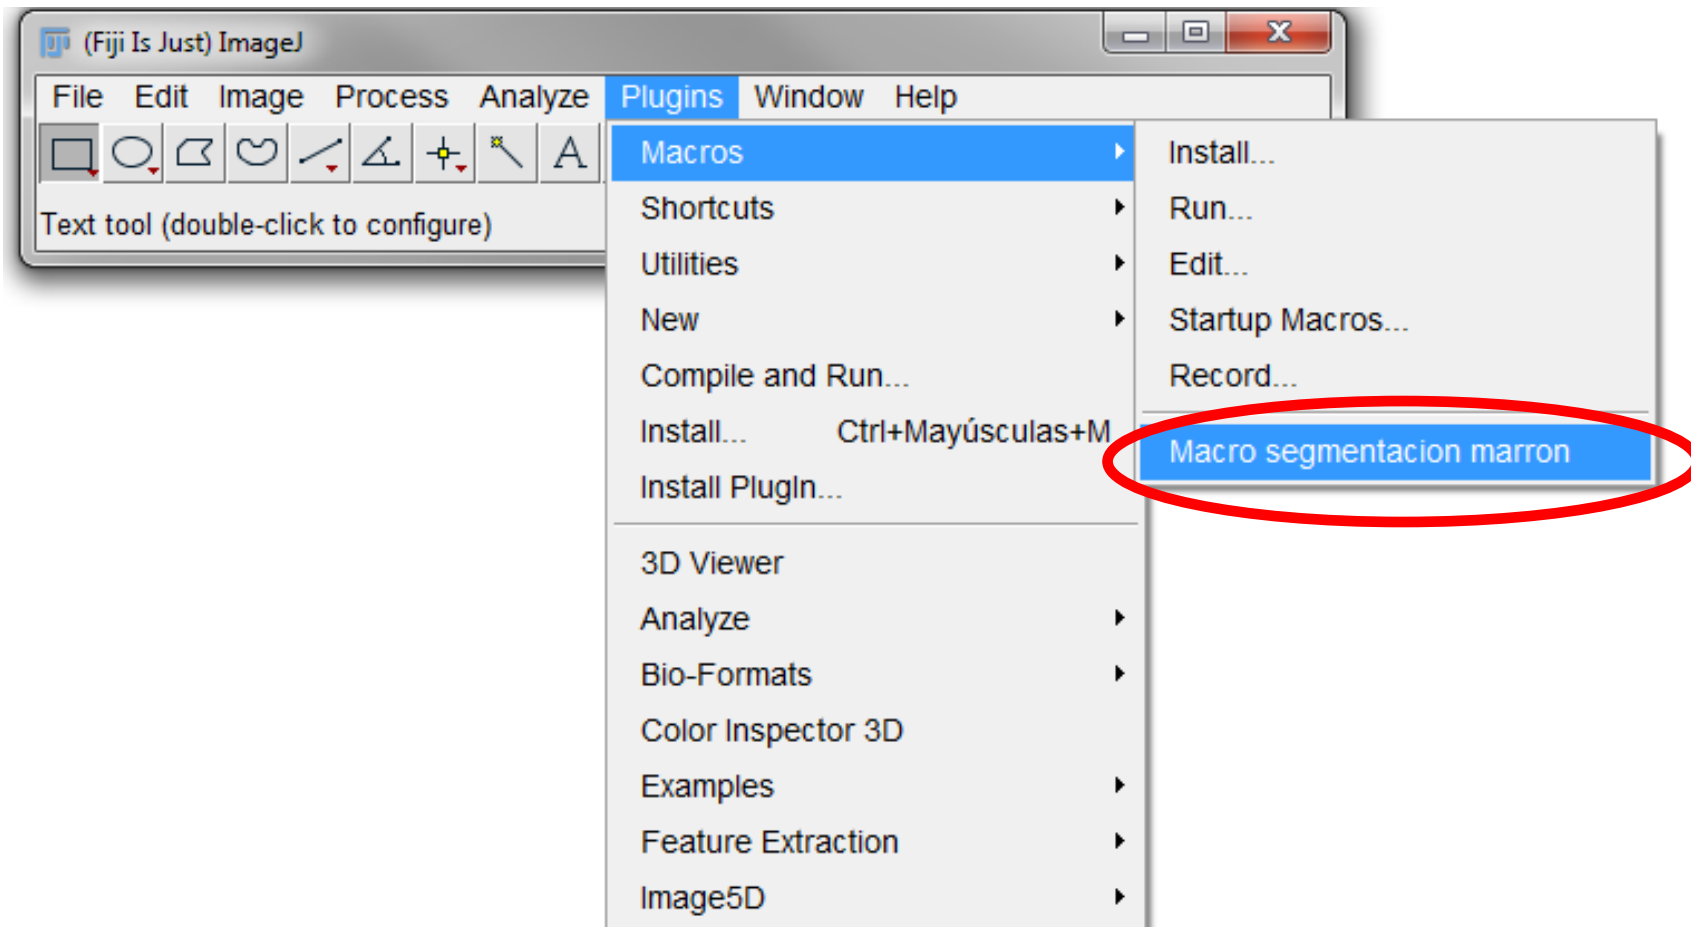 (Fiji Is Just) ImageJ
File Edit Image Process Analyze Plugins Window Help
A
Text tool (double-click to configure)
Macros
Shortcuts
Utilities
New
Compile and Run...
Install... Ctrl+Mayúsculas+M
Install PlugIn...
3D Viewer
Analyze
Bio-Formats
Color Inspector 3D
Examples
Feature Extraction
Image5D
Install...
Run...
Edit...
Startup Macros...
Record...
Macro segmentacion marron